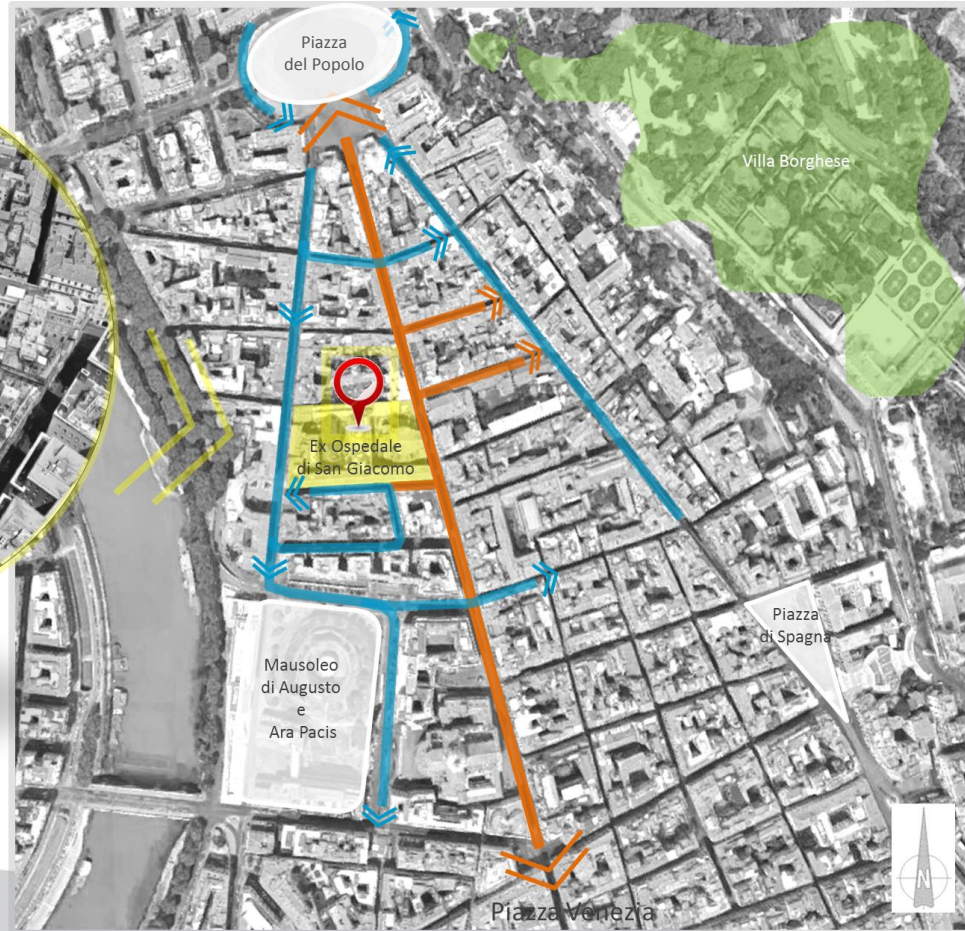 Piazza
del Popolo
Villa Borghese
Ex Ospedale
di San Giacomo
Piazza
di Spagna
Mausoleo
di Augusto
e
Ara Pacis
N
Piazza Venezia